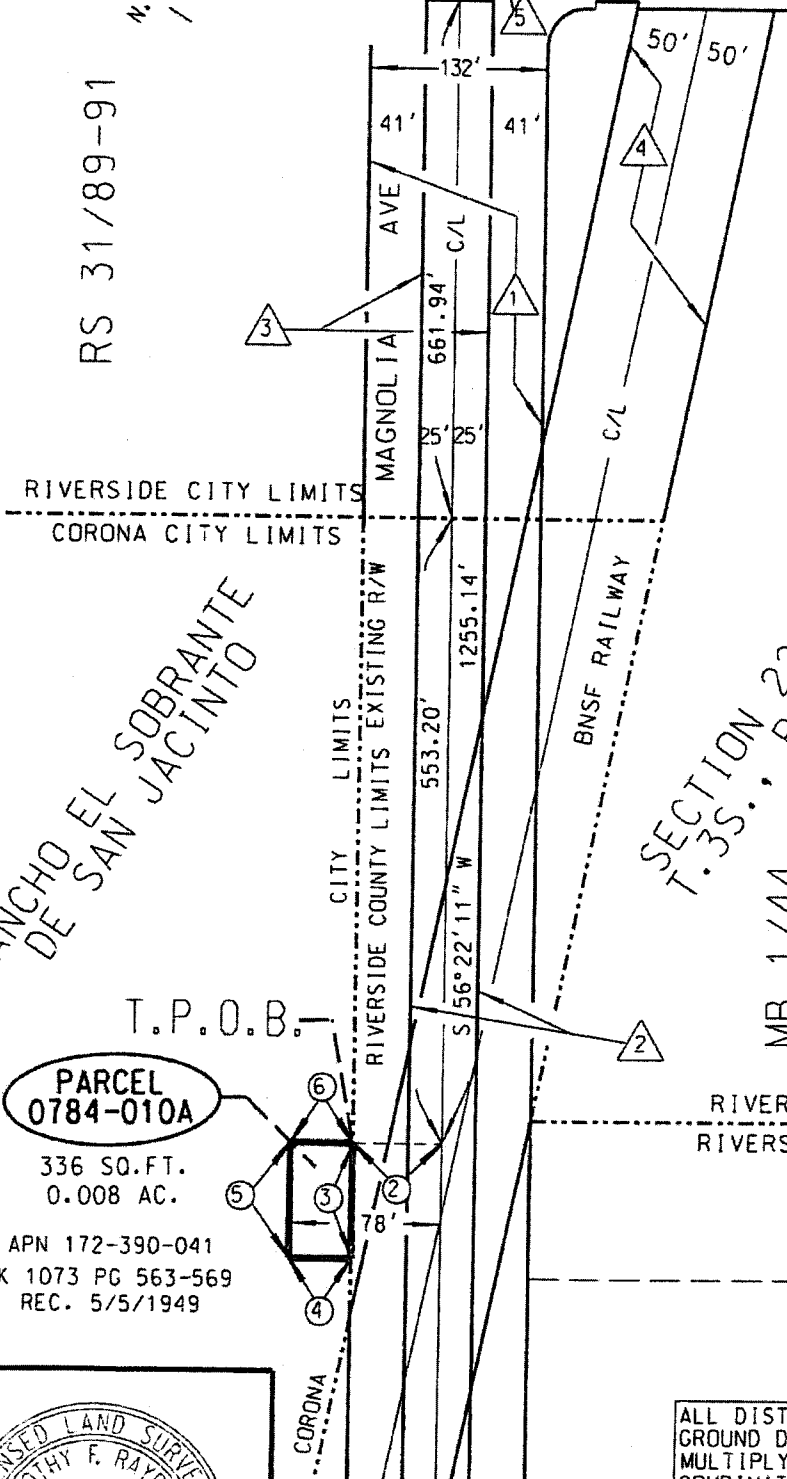 N.
5
50'
50'
132'
41'
41'
4
RS 31/89-91
MAGNOLIA AVE
C/L
661.94'
1
3
25' 25'
C/L
RIVERSIDE CITY LIMITS
CORONA CITY LIMITS
CITY LIMITS
RIVERSIDE COUNTY LIMITS EXISTING R/W
553.20'
1255.14'
S 56°22'11" W
BNSF RAILWAY
EL SOBRANTE
DE SAN JACINTO
SECTION
T.3S.,
2
T.P.O.B.
PARCEL
0784-010A
336 SQ.FT.
0.008 AC.
6
5
3
2
78'
4
APN 172-390-041
1073 PG 563-569
REC. 5/5/1949
CORONA
LAND
F.
ALL
GROUND
MULTIPLY